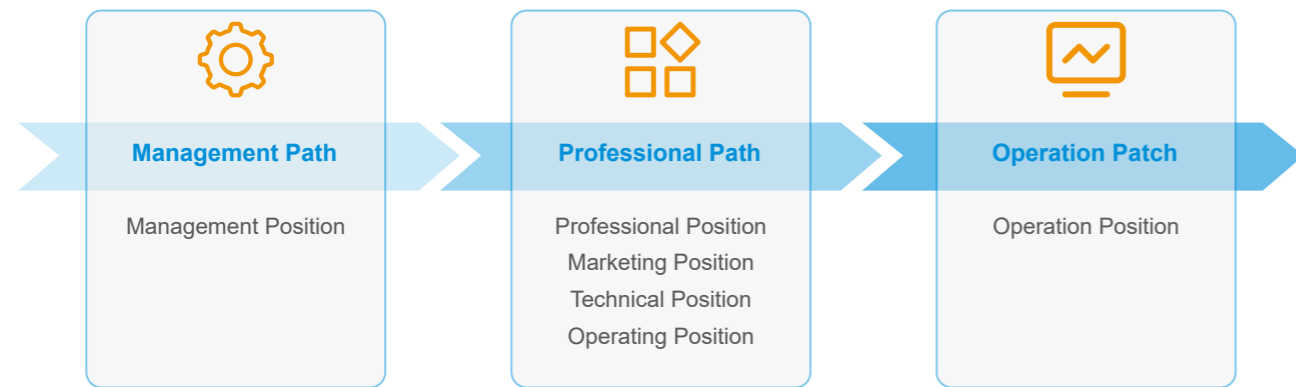 Management Path
Management Position
Professional Path
Professional Position
Marketing Position
Technical Position
Operating Position
Operation Patch
Operation Position